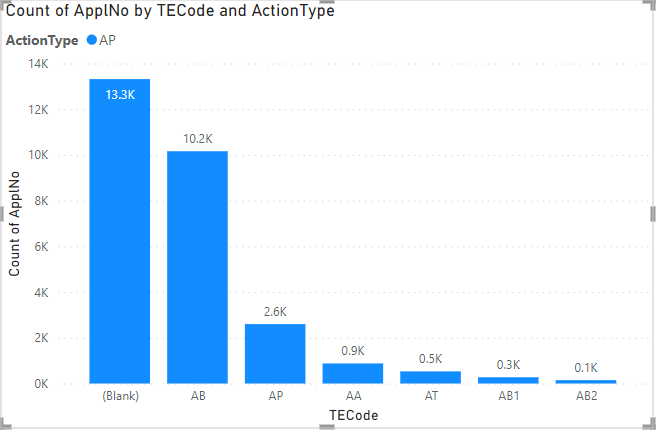 Count of ApplNo by TECode and ActionType
ActionType AP
14K
12K
10K
8K
6K
4K
2K
0K
Count of ApplNo
13.3K
10.2K
2.6K
0.9K
0.5K
0.3K
0.1K
(Blank) AB AP AA AT AB1 AB2
TECode